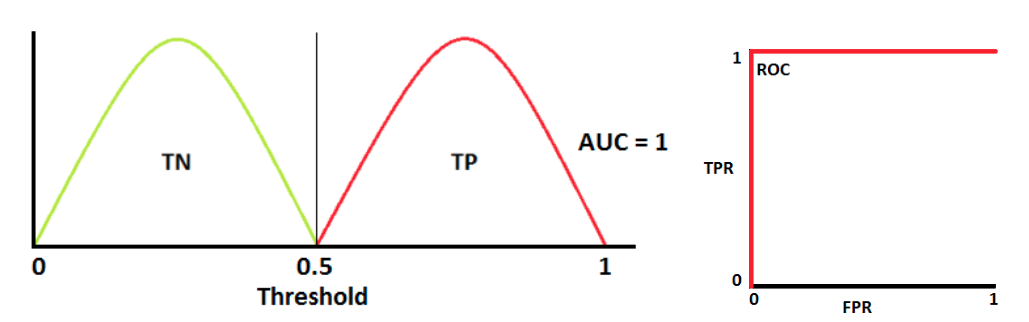 TN
TP
AUC = 1
0
0.5
1
Threshold
1
ROC
TPR
0
0
1
FPR